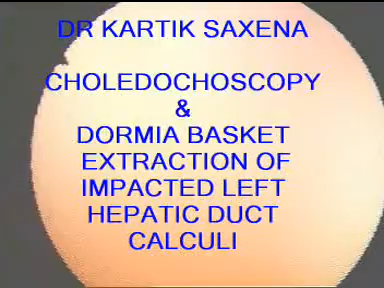 DR KARTIK SAXENA
CHOLEDOCHOSCOPY
&
DORMIA BASKET
EXTRACTION OF
IMPACTED LEFT
HEPATIC DUCT
CALCULI